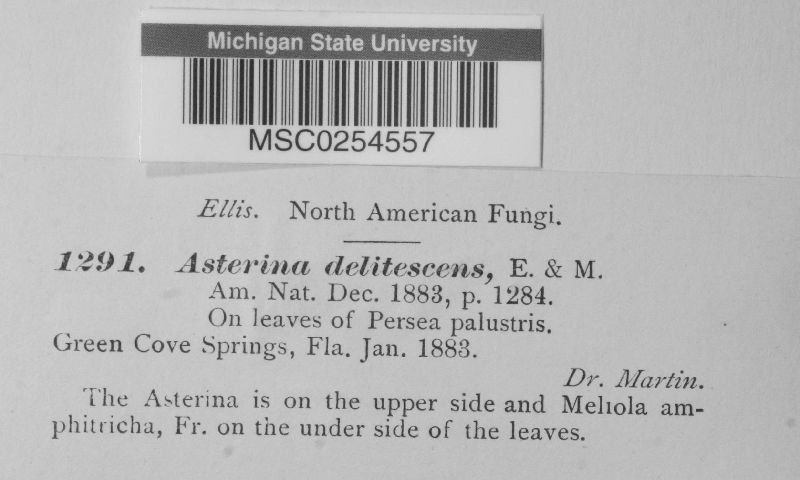 Michigan State University
MSC0254557
Ellis. North American Fungi.
1291. Asterina delitescens, E. & M.
Am. Nat. Dec. 1883, p. 1284.
On leaves of Persea palustris.
Green Cove Springs, Fla. Jan. 1883.
Dr. Martin.
The Asterina is on the upper side and Meliola am-
phitricha, Fr. on the under side of the leaves.